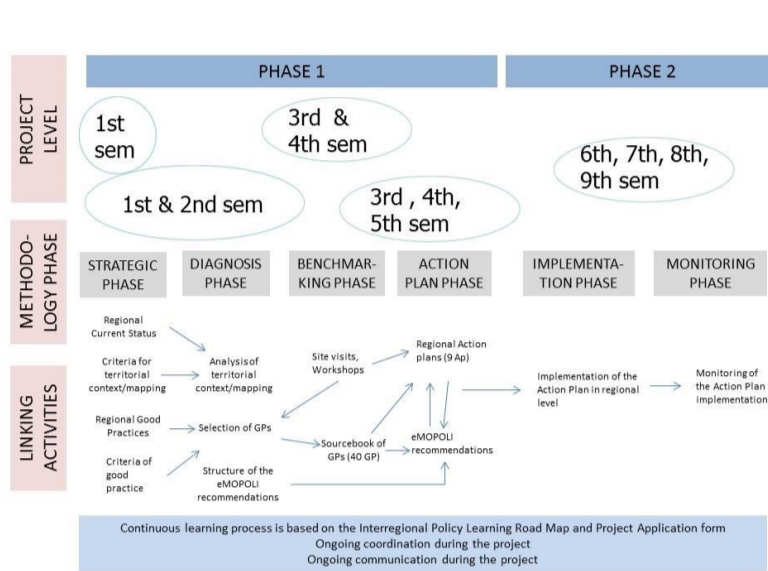 PHASE 1
PHASE 2
PROJECT
LEVEL
1st
sem
3rd &
4th sem
6th, 7th, 8th,
9th sem
1st & 2nd sem
3rd , 4th,
5th sem
METHODO-
LOGY PHASE
STRATEGIC
PHASE
DIAGNOSIS
PHASE
BENCHMAR-
KING PHASE
ACTION
PLAN PHASE
IMPLEMENTA-
TION PHASE
MONITORING
PHASE
LINKING
ACTIVITIES
Regional
Current Status
Criteria for
territorial
context/mapping
Analysis of
territorial
context/mapping
Site visits,
Workshops
Regional Action
plans (9 Ap)
Implementation of the
Action Plan in regional
level
Monitoring of
the Action Plan
implementation
Regional Good
Practices
Selection of GPs
Sourcebook of
GPs (40 GP)
eMOPOLI
recommendations
Criteria of
good
practice
Structure of the
eMOPOLI
recommendations
Continuous learning process is based on the Interregional Policy Learning Road Map and Project Application form
Ongoing coordination during the project
Ongoing communication during the project